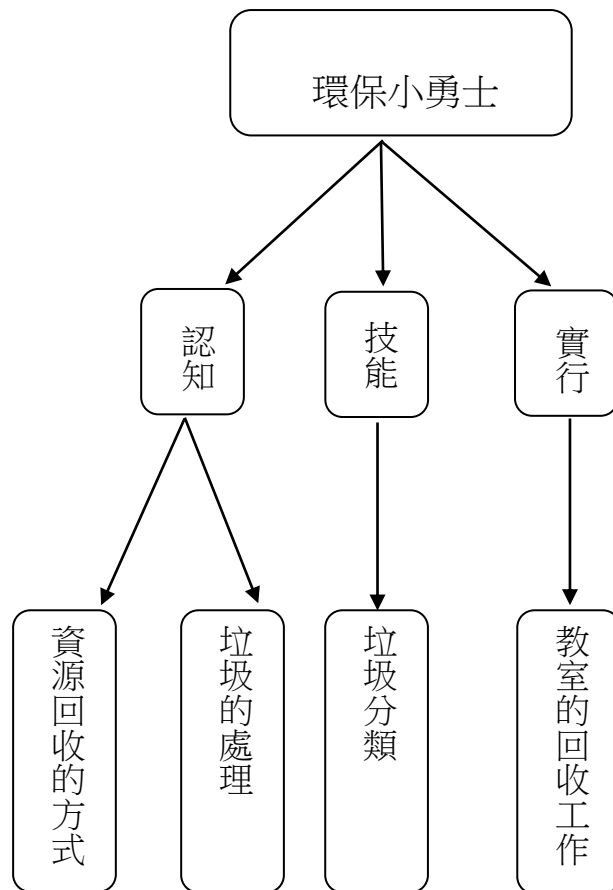 環保小勇士
認知
技能
實行
資源回收的方式
垃圾的處理
垃圾分類
教室的回收工作